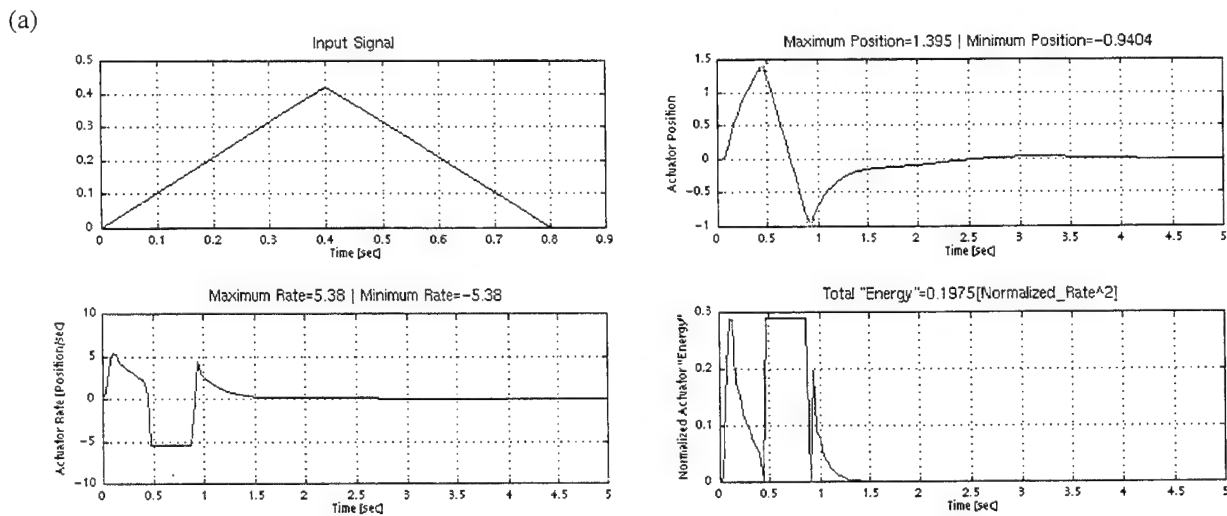 (a)
Input Signal
0.5
0.4
0.3
0.2
0.1
0
0 0.1 0.2 0.3 0.4 0.5 0.6 0.7 0.8 0.9
Time [sec]
Maximum Position=1.395 | Minimum Position=-0.9404
Actuator Position
1.5
1
0.5
0
-0.5
-1
0 0.5 1 1.5 2 2.5 3 3.5 4 4.5 5
Time [sec]
Maximum Rate=5.38 | Minimum Rate=-5.38
Actuator Rate [Position/sec]
10
5
0
-5
-10
0 0.5 1 1.5 2 2.5 3 3.5 4 4.5 5
Time [sec]
Total "Energy"=0.1975[Normalized_Rate^2]
Normalized Actuator "Energy"
0.3
0.2
0.1
0
0 0.5 1 1.5 2 2.5 3 3.5 4 4.5 5
Time [sec]